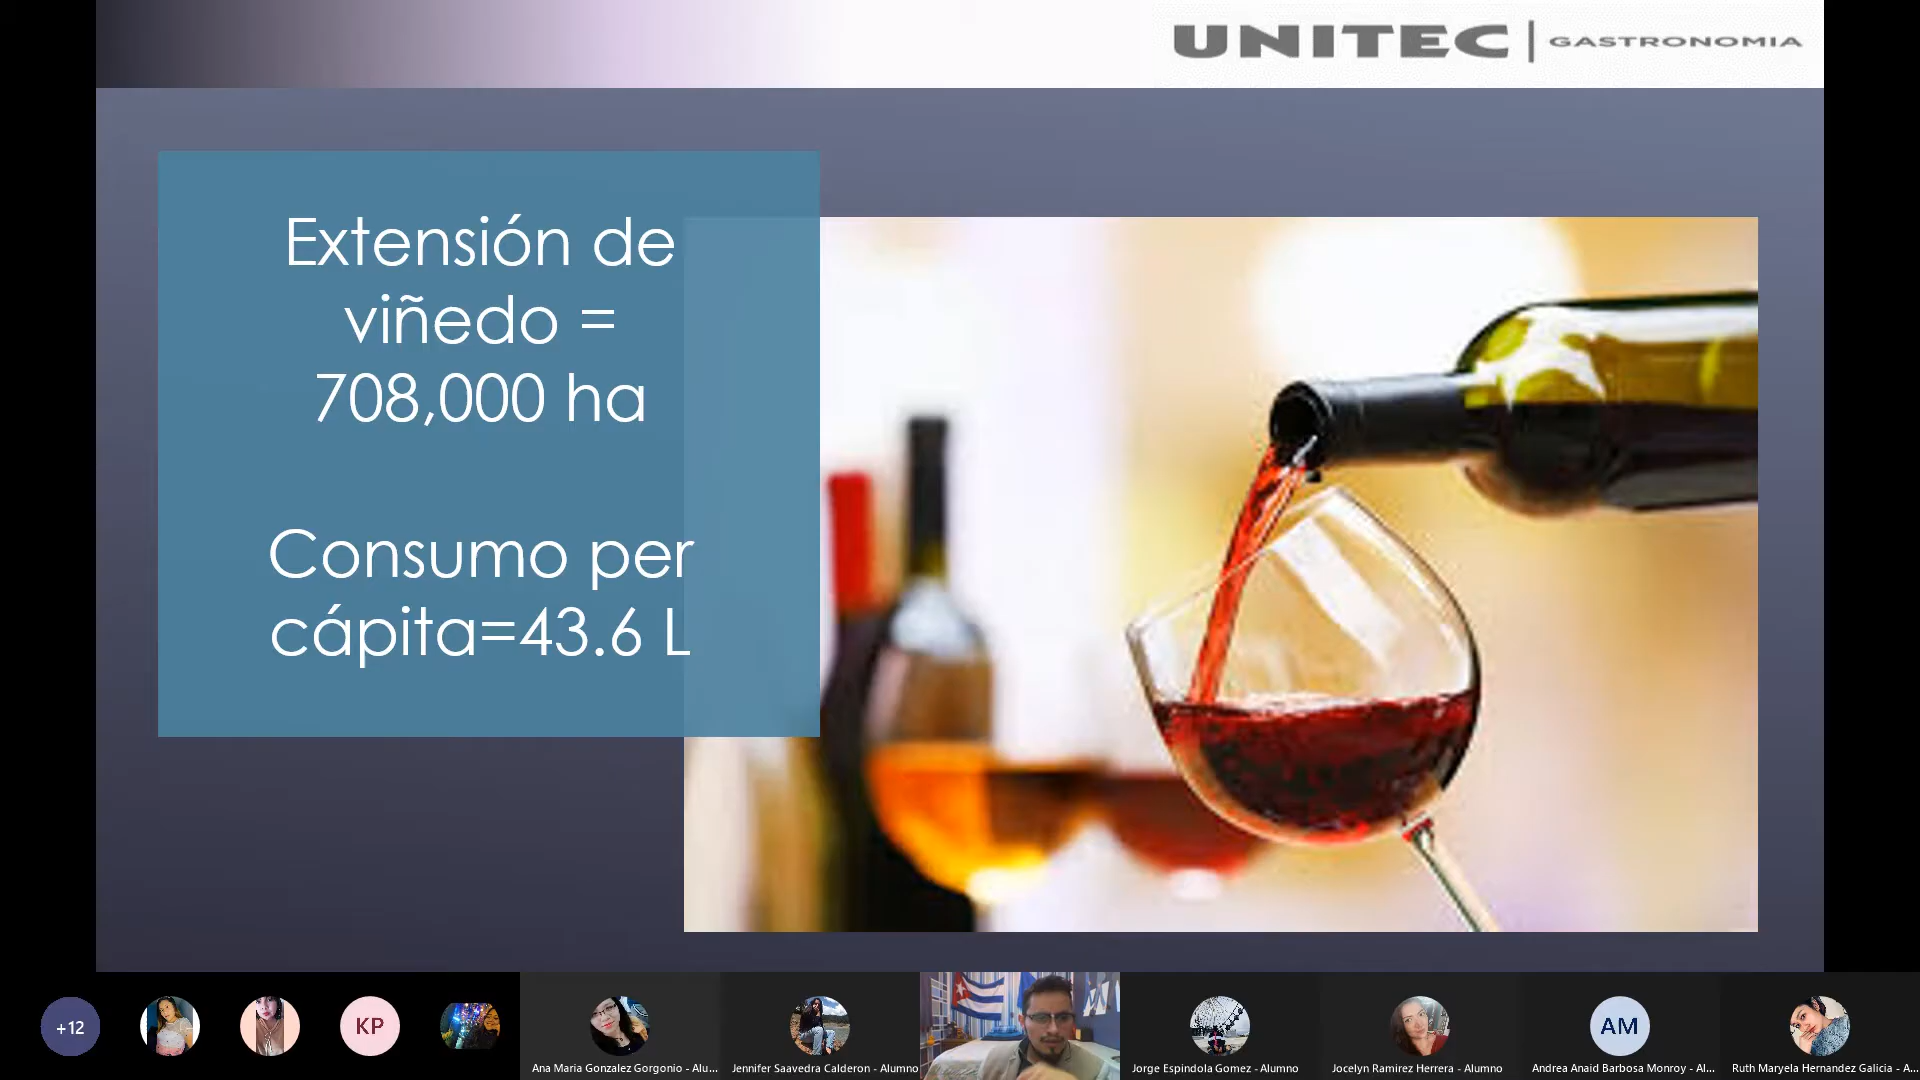 UNITEC | GASTRONOMIA
Extensión de
viñedo =
708,000 ha
Consumo per
cápita=43.6 L
+12
KP
Ana Maria Gonzalez Gorgonio - Alu...
Jennifer Saavedra Calderon - Alumno
Jorge Espindola Gomez - Alumno
Jocelyn Ramirez Herrera - Alumno
AM
Andrea Anaid Barbosa Monroy - Al...
Ruth Maryela Hernandez Galicia - A...